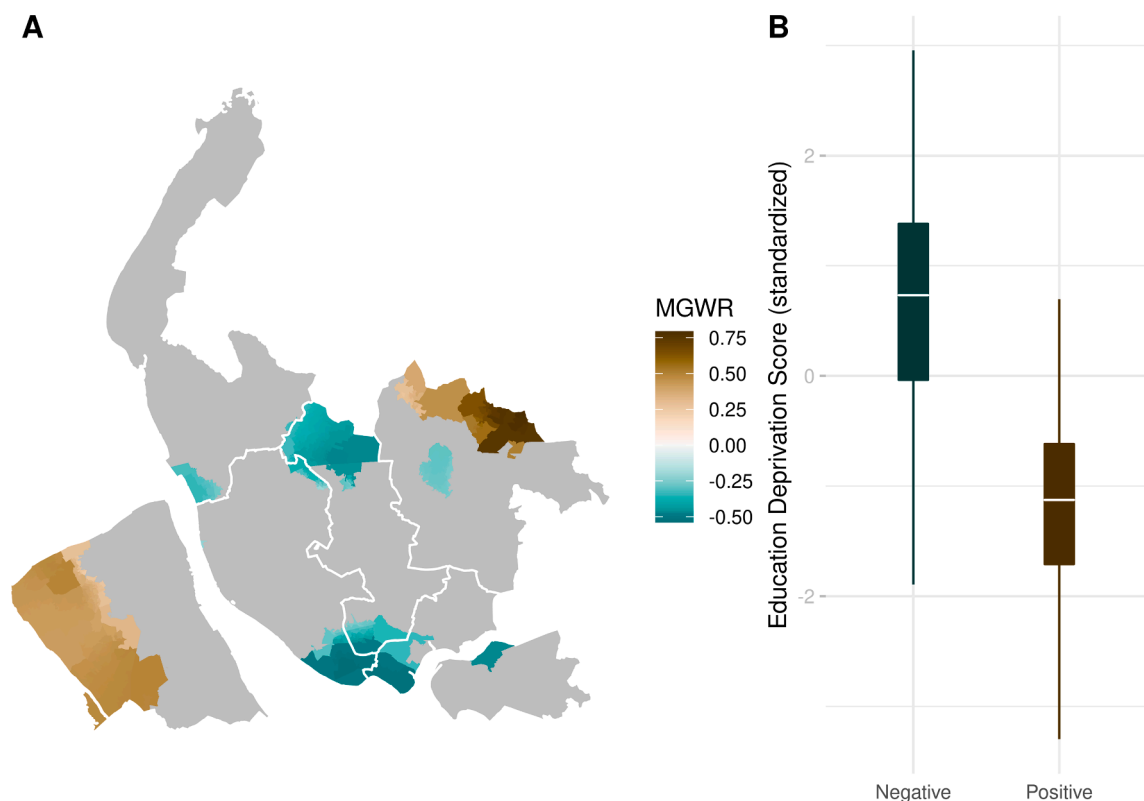 A
B
MGWR
0.75
0.50
0.25
0.00
-0.25
-0.50
Education Deprivation Score (standardized)
2
0
-2
Negative
Positive